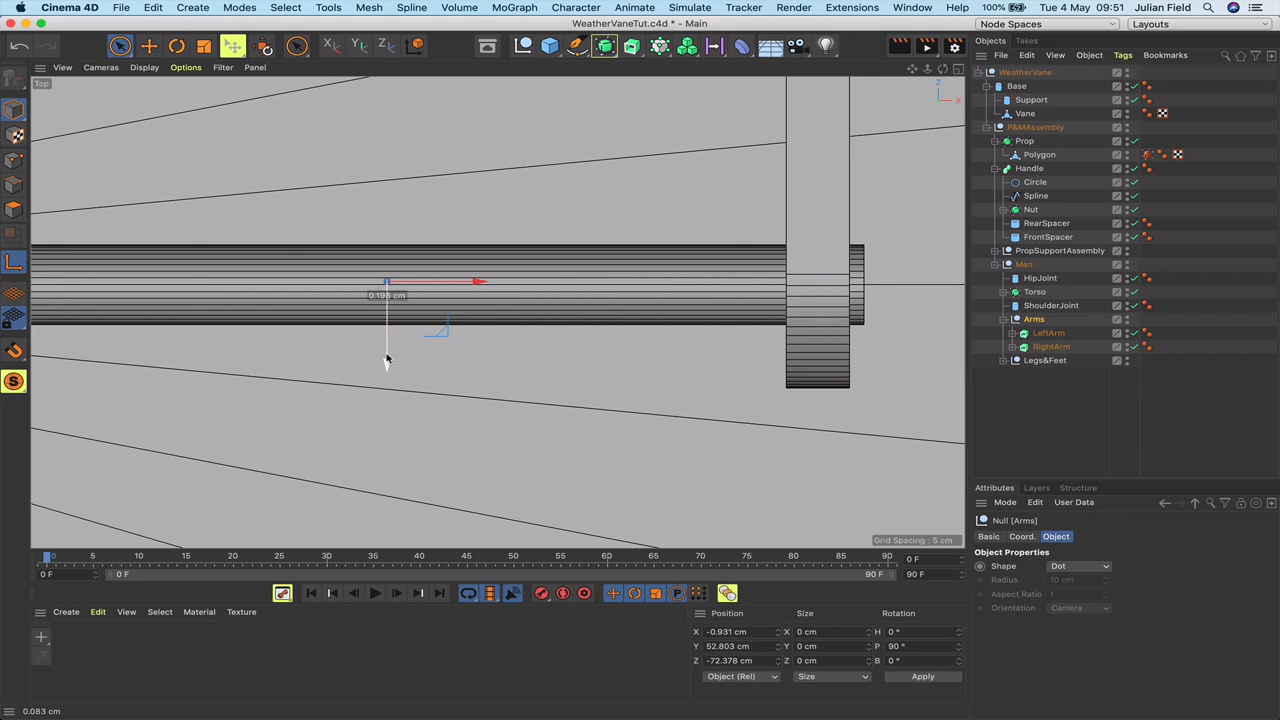 Cinema 4D File Edit Create Modes Select Tools Mesh Spline Volume MoGraph Character Animate Simulate Tracker Render Extensions Window 100% Tue 4 May 09:51 Julian Field
WeatherVaneTut.c4d * - Main
Node Spaces Layouts
X Y Z
S
View Cameras Display Options Filter Panel
Objects Takes
File Edit View Object Tags Bookmarks
Top
Z
X
WeatherVane
Base
Support
Vane
P&MAssembly
Prop
Polygon
Handle
Circle
Spline
Nut
RearSpacer
FrontSpacer
PropSupportAssembly
Man
HipJoint
Torso
ShoulderJoint
Arms
LeftArm
RightArm
Legs&Feet
Attributes Layers Structure
Mode Edit User Data
Null [Arms]
Basic Coord. Object
Object Properties
Shape Dot
Radius 10 cm
Aspect Ratio 1
Orientation Camera
Grid Spacing : 5 cm
0 5 10 15 20 25 30 35 40 45 50 55 60 65 70 75 80 85 90 0 F
0 F 0 F 90 F 90 F
P
Create Edit View Select Material Texture
Position Size Rotation
X -0.931 cm X 0 cm H 0 °
Y 52.803 cm Y 0 cm P 90 °
Z -72.378 cm Z 0 cm B 0 °
Object (Rel) Size Apply
0.083 cm